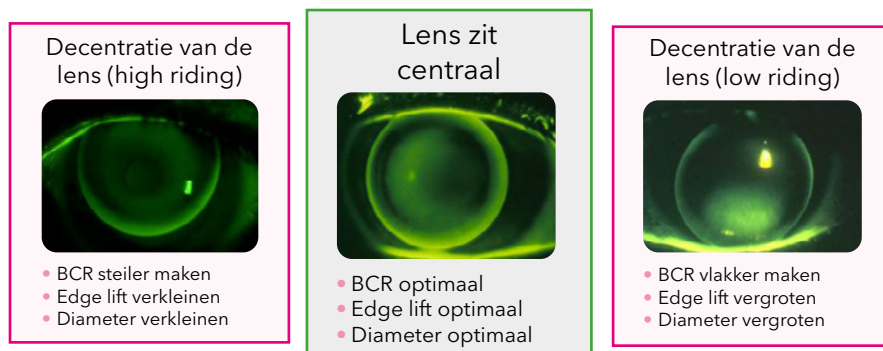 Decentratie van de
lens (high riding)
• BCR steiler maken
• Edge lift verkleinen
• Diameter verkleinen
Lens zit
centraal
• BCR optimaal
• Edge lift optimaal
• Diameter optimaal
Decentratie van de
lens (low riding)
• BCR vlakker maken
• Edge lift vergroten
• Diameter vergroten